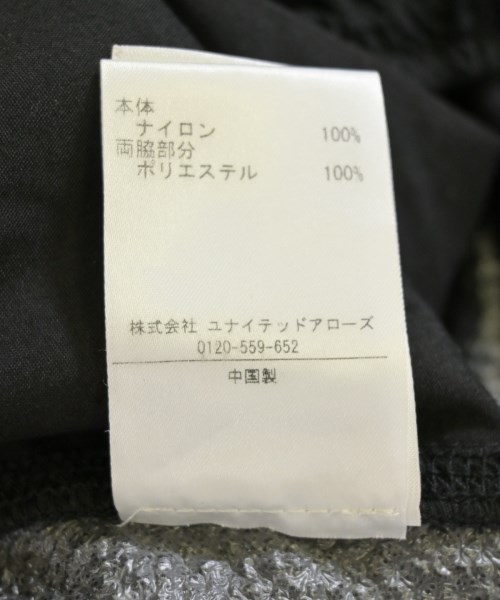 本体
ナイロン 100%
両脇部分
ポリエステル 100%
株式会社 ユナイテッドアローズ
0120-559-652
中国製